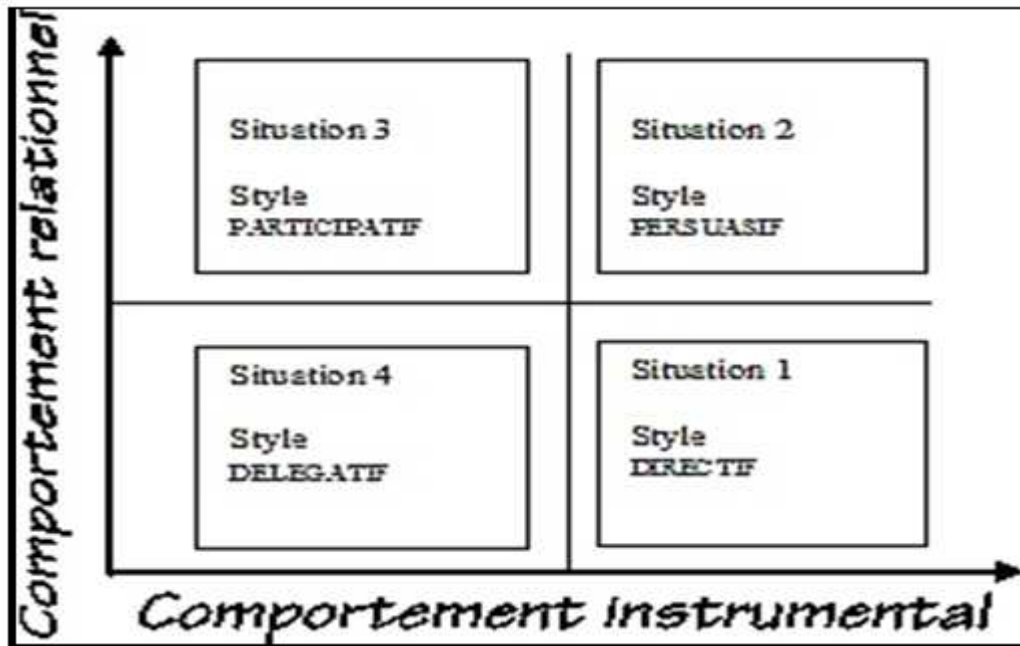 Comportement relationnel
Situation 3
Style
PARTICIPATIF
Situation 2
Style
PERSUASIF
Situation 4
Style
DELEGATIF
Situation 1
Style
DIRECTIF
Comportement instrumental